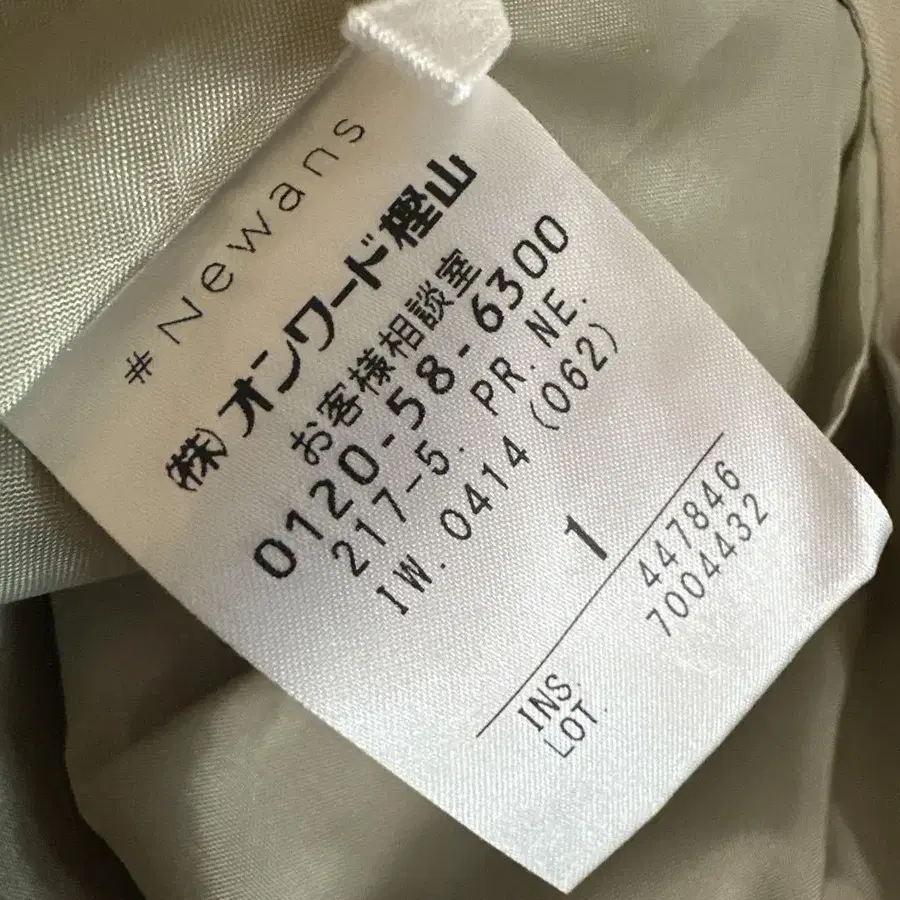 #Newans
(株)オンワード樫山
お客様相談室
0120-58-6300
217-5. PR. NE.
IW. 0414 (062)
1
INS. 447846
LOT. 7004432